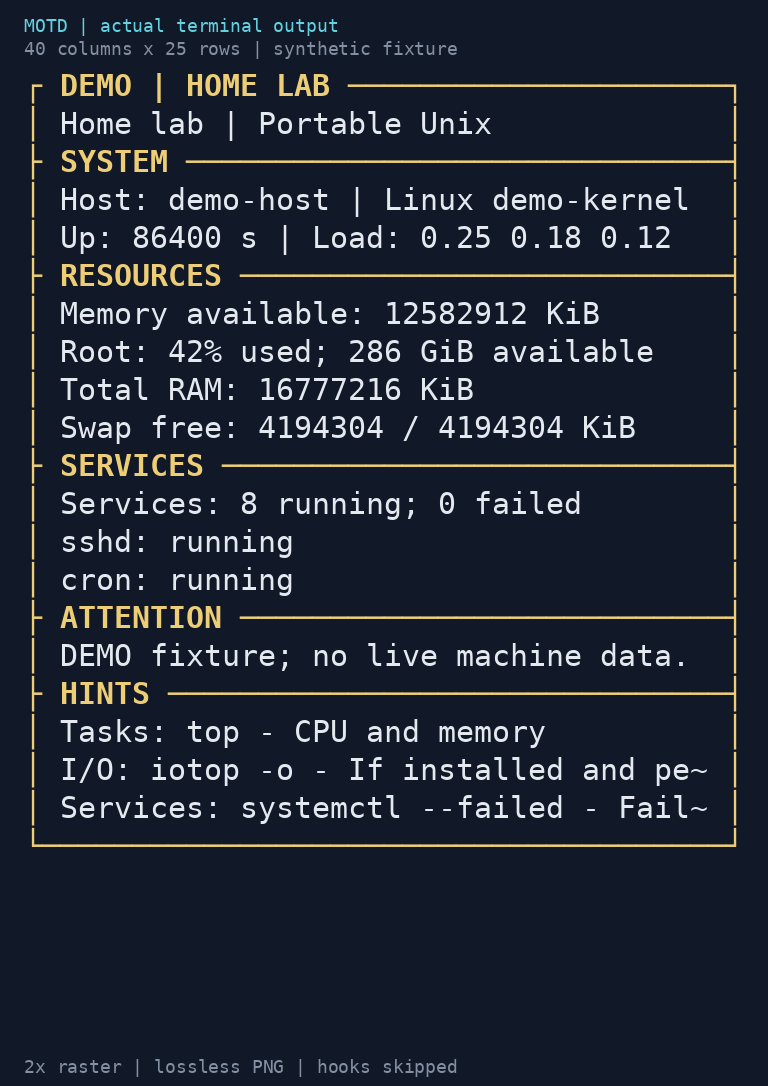 MOTD | actual terminal output
40 columns x 25 rows | synthetic fixture
DEMO | HOME LAB
Home lab | Portable Unix
SYSTEM
Host: demo-host | Linux demo-kernel
Up: 86400 s | Load: 0.25 0.18 0.12
RESOURCES
Memory available: 12582912 KiB
Root: 42% used; 286 GiB available
Total RAM: 16777216 KiB
Swap free: 4194304 / 4194304 KiB
SERVICES
Services: 8 running; 0 failed
sshd: running
cron: running
ATTENTION
DEMO fixture; no live machine data.
HINTS
Tasks: top - CPU and memory
I/O: iotop -o - If installed and pe~
Services: systemctl --failed - Fail~
2x raster | lossless PNG | hooks skipped